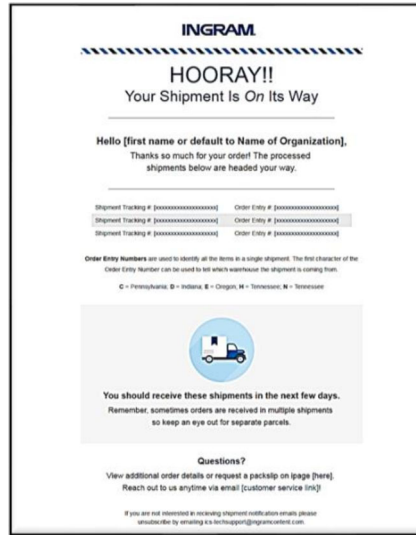 INGRAM
HOORAY!!
Your Shipment Is On Its Way
Hello [first name or default to Name of Organization],
Thanks so much for your order! The processed
shipments below are headed your way.
Shipment Tracking #: [xxxxxxxxxxxxxxxxxxxx] Order Entry #: [xxxxxxxxxxxxxxxxxxxx]
Shipment Tracking #: [xxxxxxxxxxxxxxxxxxxx] Order Entry #: [xxxxxxxxxxxxxxxxxxxx]
Shipment Tracking #: [xxxxxxxxxxxxxxxxxxxx] Order Entry #: [xxxxxxxxxxxxxxxxxxxx]
Order Entry Numbers are used to identify all the items in a single shipment. The first character of the
Order Entry Number can be used to tell which warehouse the shipment is coming from.
C = Pennsylvania; D = Indiana; E = Oregon; H = Tennessee; N = Tennessee
You should receive these shipments in the next few days.
Remember, sometimes orders are received in multiple shipments
so keep an eye out for separate parcels.
Questions?
View additional order details or request a packslip on ipage [here].
Reach out to us anytime via email [customer service link]!
If you are not interested in recieving shipment notification emails please
unsubscribe by emailing ics-techsupport@ingramcontent.com.